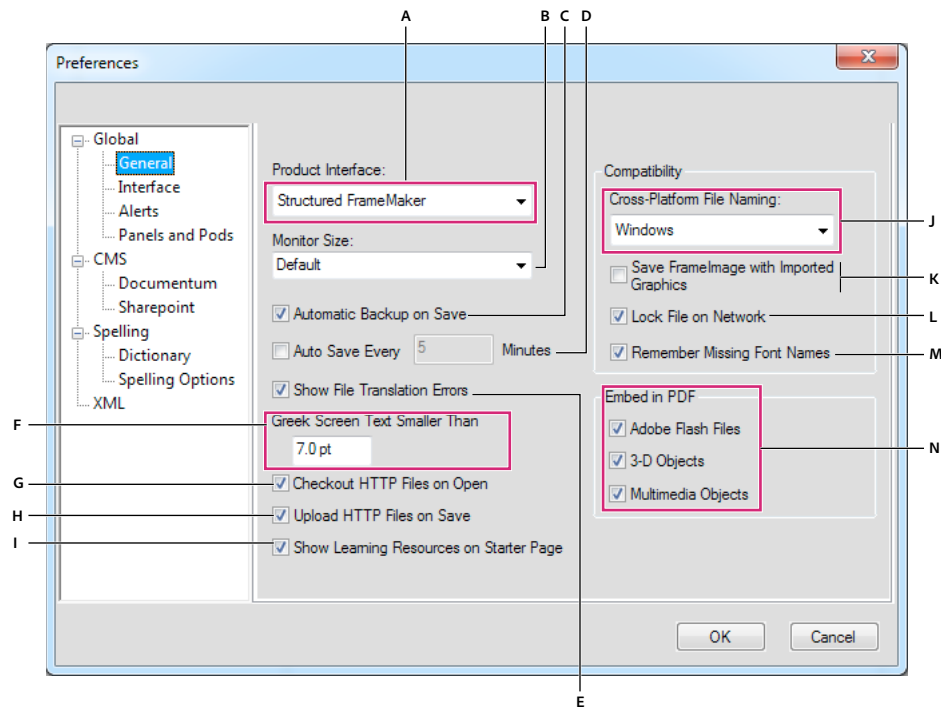 A
B
C
D
Preferences
Global
General
Interface
Alerts
Panels and Pods
CMS
Documentum
Sharepoint
Spelling
Dictionary
Spelling Options
XML
Product Interface:
Structured FrameMaker
Monitor Size:
Default
Automatic Backup on Save
Auto Save Every 5 Minutes
Show File Translation Errors
F
Greek Screen Text Smaller Than
7.0 pt
G
Checkout HTTP Files on Open
H
Upload HTTP Files on Save
I
Show Learning Resources on Starter Page
Compatibility
Cross-Platform File Naming:
Windows
J
Save FrameImage with Imported
Graphics
K
Lock File on Network
L
Remember Missing Font Names
M
Embed in PDF
Adobe Flash Files
3-D Objects
Multimedia Objects
N
OK
Cancel
E